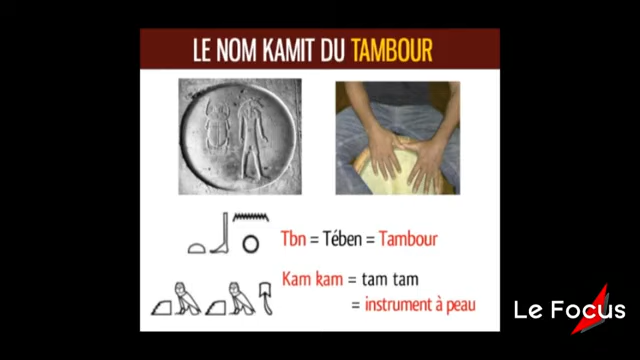 LE NOM KAMIT DU TAMBOUR
Tbn = Tében = Tambour
Kam kam = tam tam
= instrument à peau
Le Focus